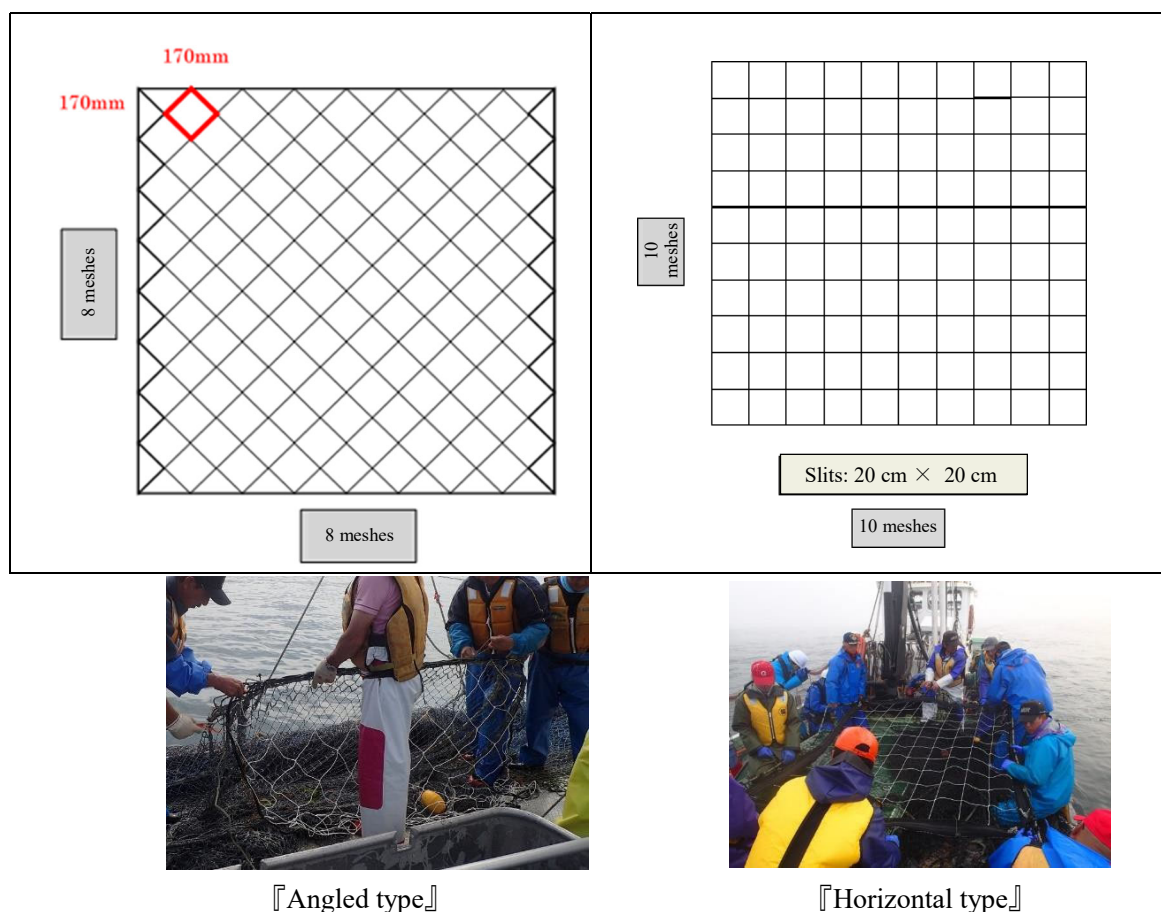 170mm
170mm
8 meshes
8 meshes
10
meshes
Slits: 20 cm × 20 cm
10 meshes
『Angled type』
『Horizontal type』